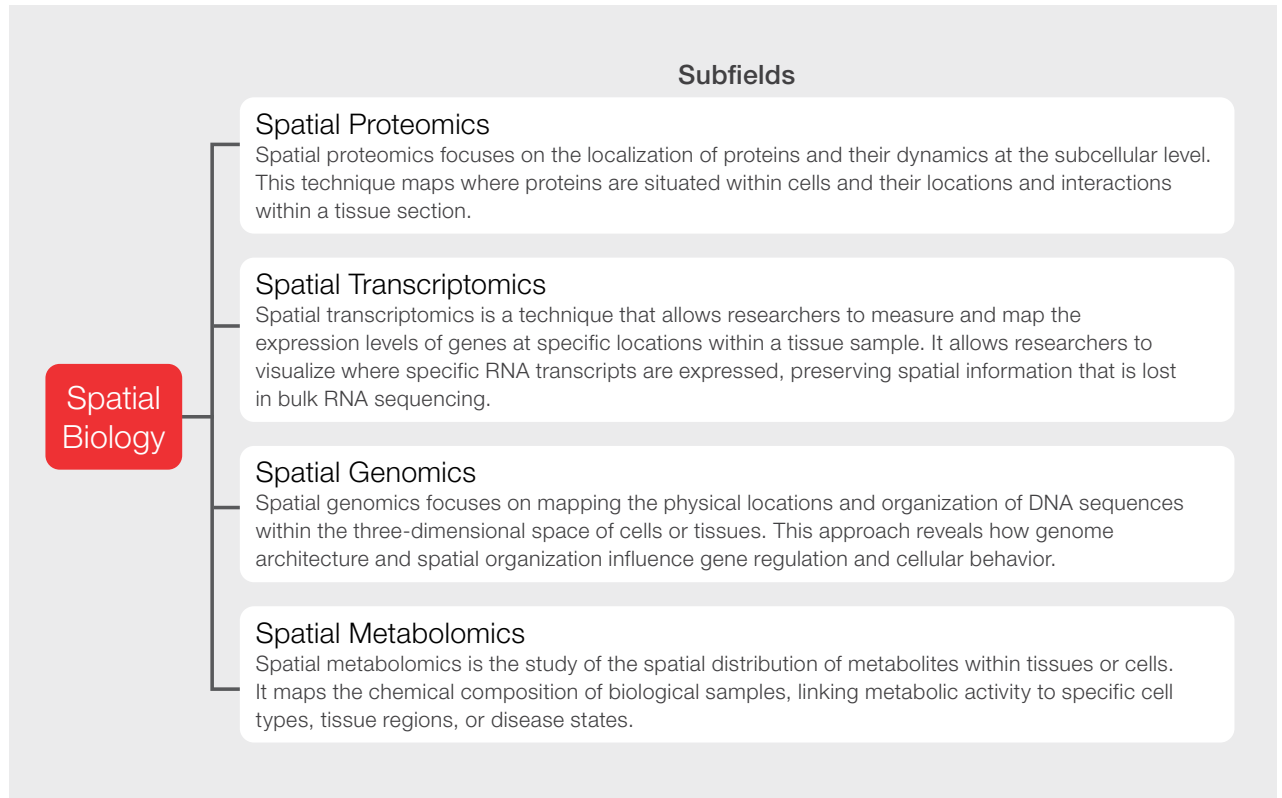 Subfields
Spatial Proteomics
Spatial proteomics focuses on the localization of proteins and their dynamics at the subcellular level.
This technique maps where proteins are situated within cells and their locations and interactions
within a tissue section.
Spatial Transcriptomics
Spatial transcriptomics is a technique that allows researchers to measure and map the
expression levels of genes at specific locations within a tissue sample. It allows researchers to
visualize where specific RNA transcripts are expressed, preserving spatial information that is lost
in bulk RNA sequencing.
Spatial
Biology
Spatial Genomics
Spatial genomics focuses on mapping the physical locations and organization of DNA sequences
within the three-dimensional space of cells or tissues. This approach reveals how genome
architecture and spatial organization influence gene regulation and cellular behavior.
Spatial Metabolomics
Spatial metabolomics is the study of the spatial distribution of metabolites within tissues or cells.
It maps the chemical composition of biological samples, linking metabolic activity to specific cell
types, tissue regions, or disease states.